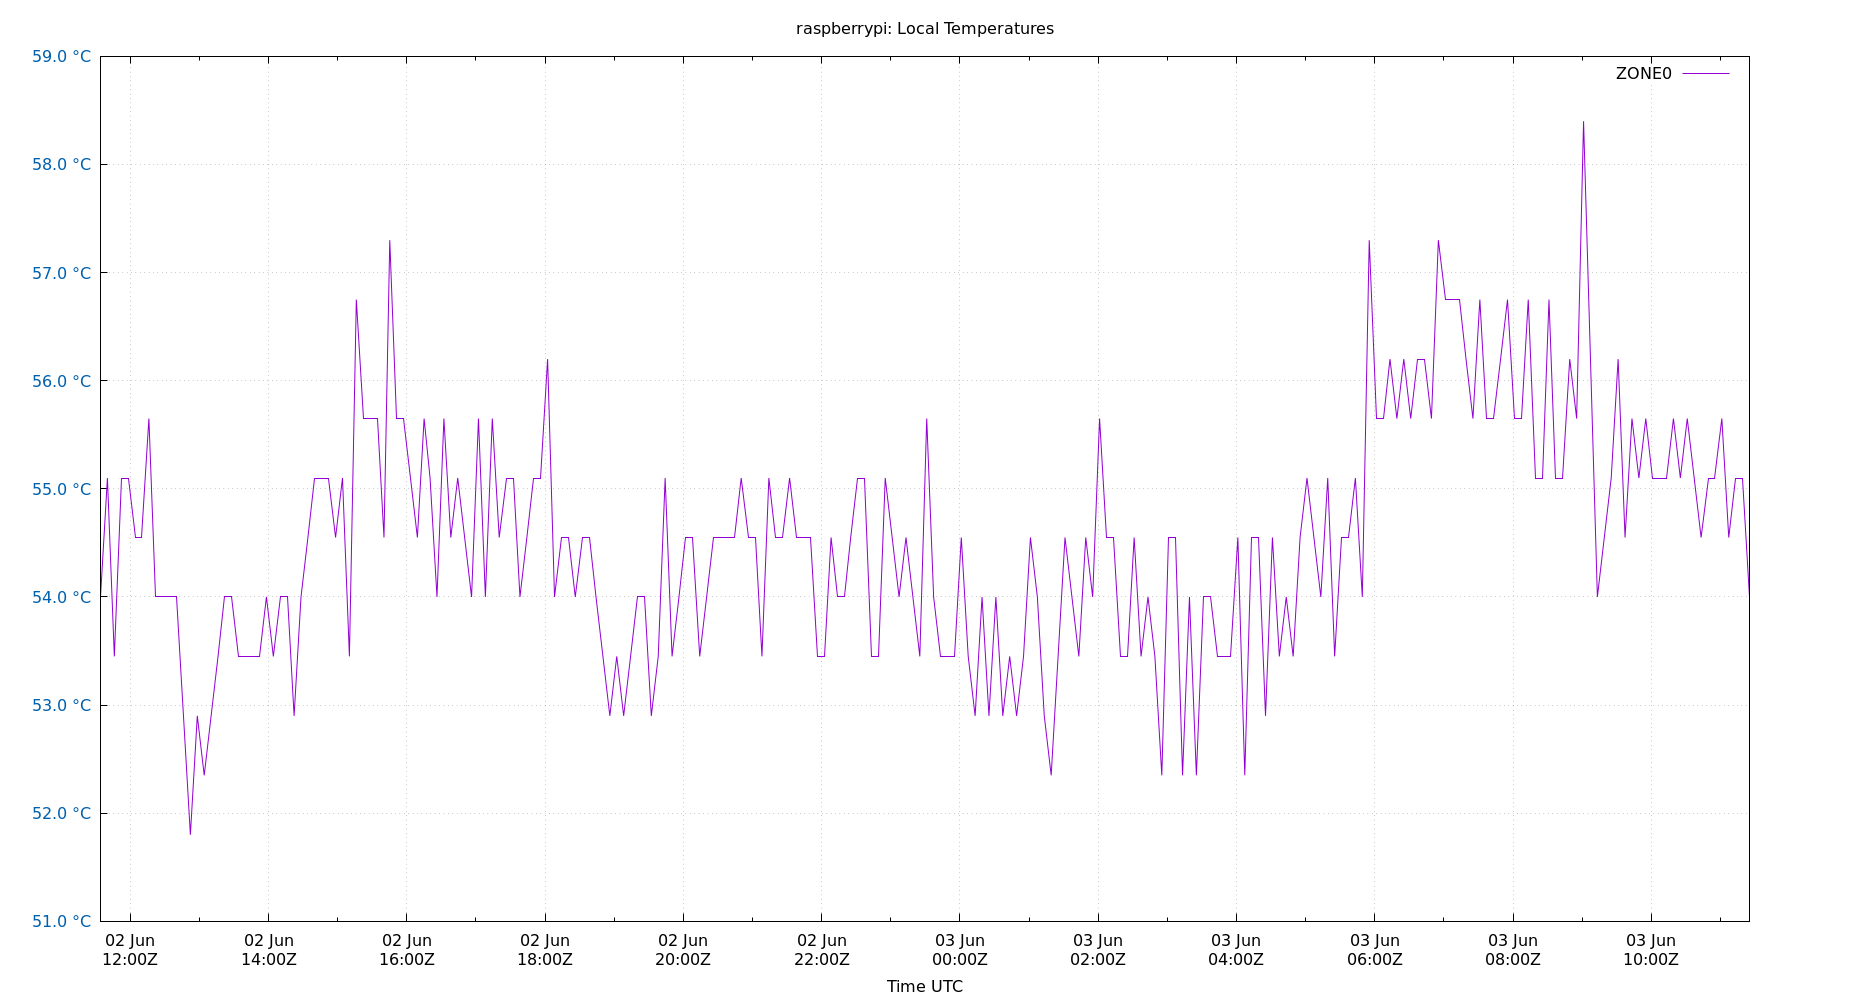 raspberrypi: Local Temperatures
59.0 °C
ZONE0
58.0 °C
57.0 °C
56.0 °C
55.0 °C
54.0 °C
53.0 °C
52.0 °C
51.0 °C
02 Jun 02 Jun 02 Jun 02 Jun 02 Jun 02 Jun 03 Jun 03 Jun 03 Jun 03 Jun 03 Jun 03 Jun
12:00Z 14:00Z 16:00Z 18:00Z 20:00Z 22:00Z 00:00Z 02:00Z 04:00Z 06:00Z 08:00Z 10:00Z
Time UTC